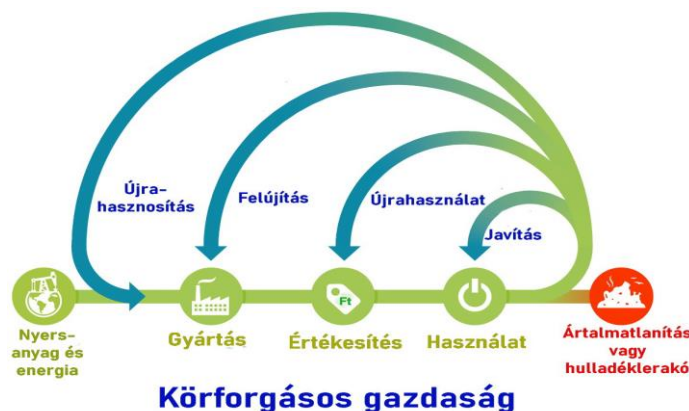 Újra-
hasznosítás
Felújítás
Újrahasználat
Javítás
Ft
Nyers-
anyag és
energia
Gyártás
Értékesítés
Használat
Ártalmatlanítás
vagy
hulladéklerakó
Körforgásos gazdaság